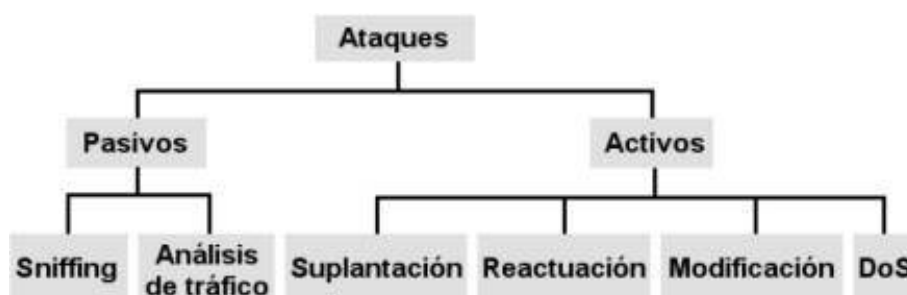 Ataques
Pasivos
Activos
Sniffing
Análisis
de tráfico
Suplantación
Reactuación
Modificación
DoS